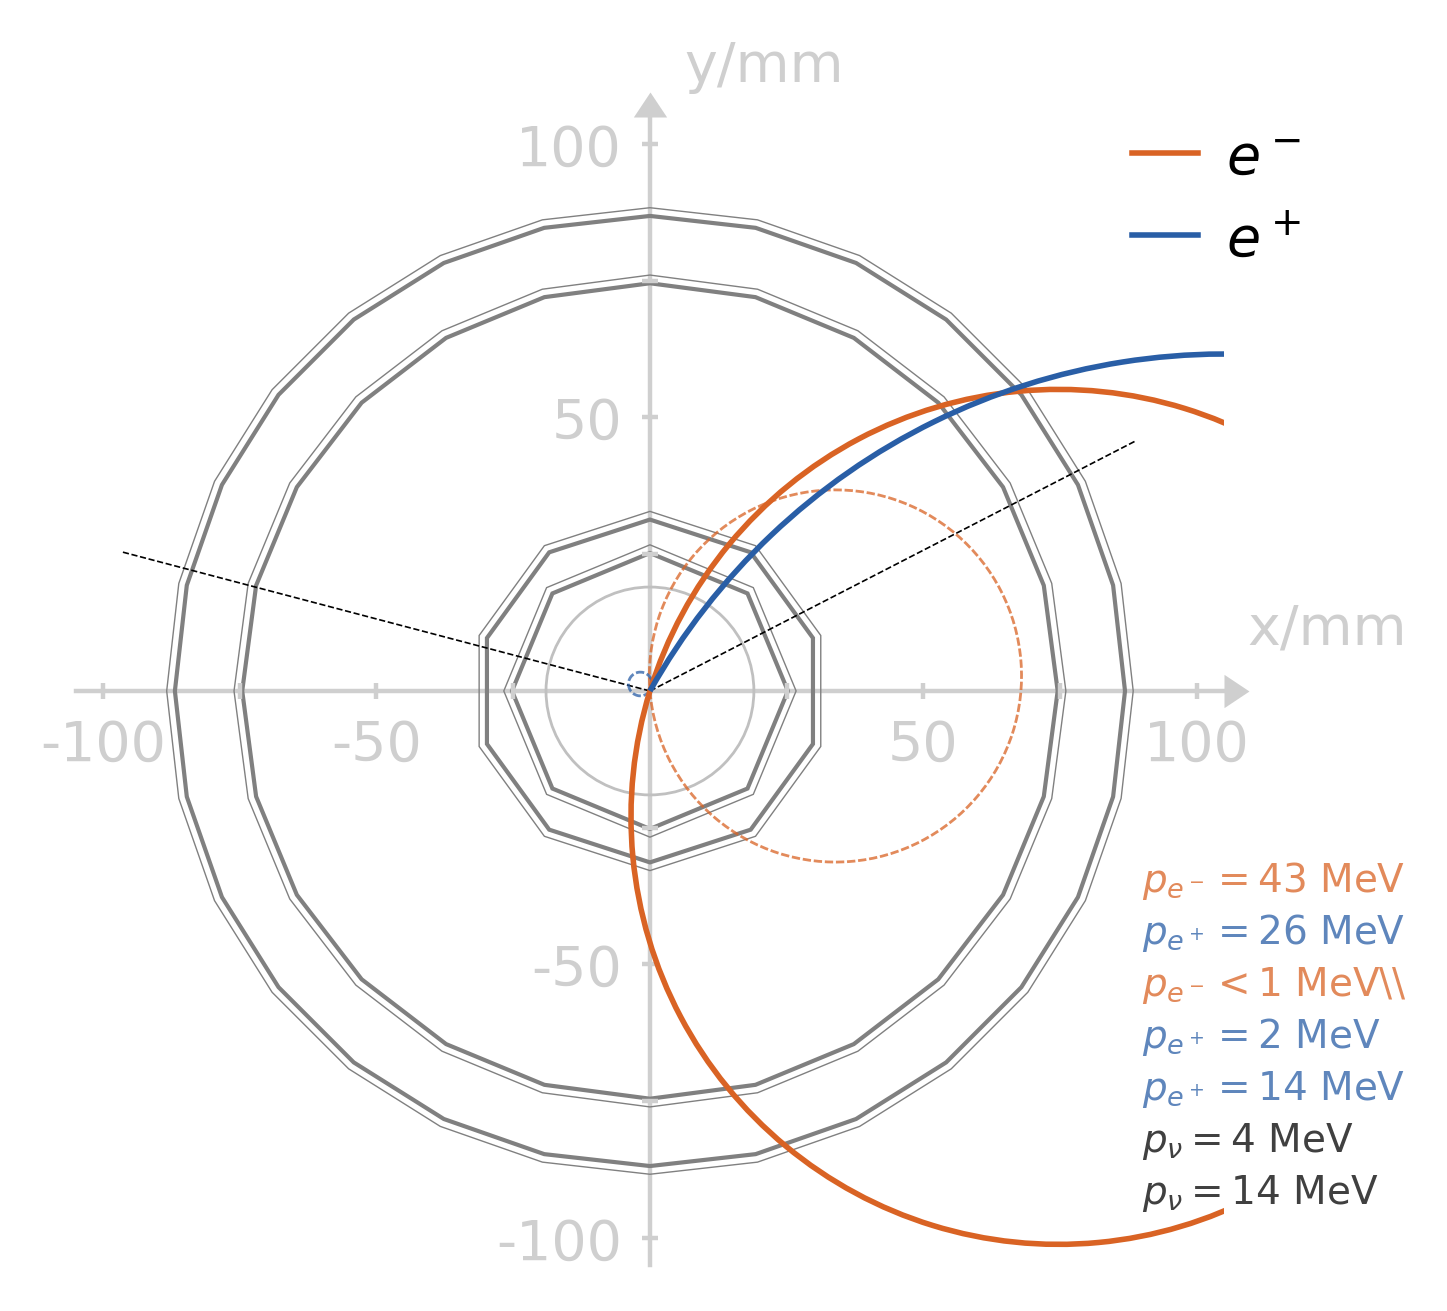 y/mm
100
e⁻
e⁺
50
x/mm
-100 -50 50 100
-50
p_{e⁻} = 43 MeV
p_{e⁺} = 26 MeV
p_{e⁻} < 1 MeV\\
p_{e⁺} = 2 MeV
p_{e⁺} = 14 MeV
p_ν = 4 MeV
p_ν = 14 MeV
-100